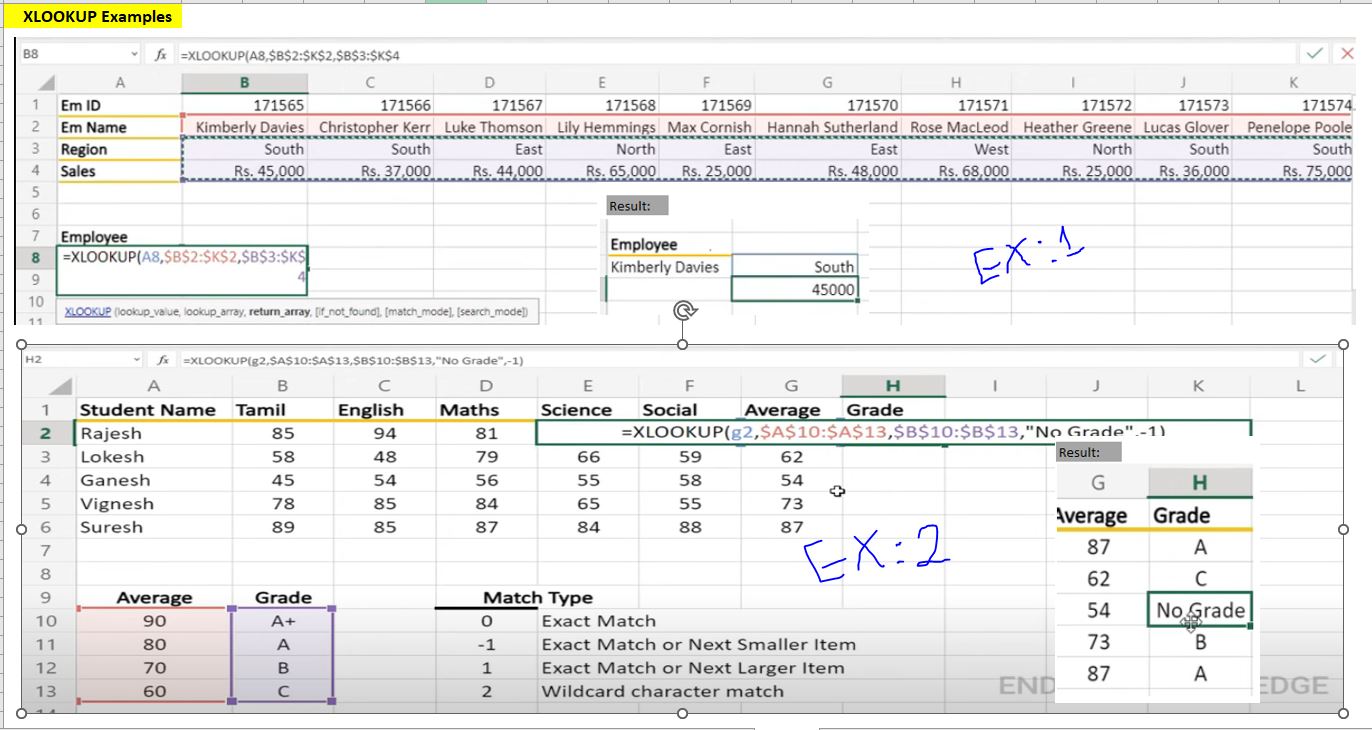 XLOOKUP Examples
B8 fx =XLOOKUP(A8,$B$2:$K$2,$B$3:$K$4
A B C D E F G H I J K
1 Em ID 171565 171566 171567 171568 171569 171570 171571 171572 171573 171574
2 Em Name Kimberly Davies Christopher Kerr Luke Thomson Lily Hemmings Max Cornish Hannah Sutherland Rose MacLeod Heather Greene Lucas Glover Penelope Poole
3 Region South South East North East East West North South South
4 Sales Rs. 45,000 Rs. 37,000 Rs. 44,000 Rs. 65,000 Rs. 25,000 Rs. 48,000 Rs. 68,000 Rs. 25,000 Rs. 36,000 Rs. 75,000
5
6
7 Employee
8 =XLOOKUP(A8,$B$2:$K$2,$B$3:$K$
9 4
10
11
XLOOKUP (lookup_value, lookup_array, return_array, [if_not_found], [match_mode], [search_mode])
Result:
Employee
Kimberly Davies South
45000
EX:1
H2 fx =XLOOKUP(g2,$A$10:$A$13,$B$10:$B$13,"No Grade",-1)
A B C D E F G H I J K L
1 Student Name Tamil English Maths Science Social Average Grade
2 Rajesh 85 94 81 =XLOOKUP(g2,$A$10:$A$13,$B$10:$B$13,"No Grade",-1)
3 Lokesh 58 48 79 66 59 62
4 Ganesh 45 54 56 55 58 54
5 Vignesh 78 85 84 65 55 73
6 Suresh 89 85 87 84 88 87
7
8
9 Average Grade Match Type
10 90 A+ 0 Exact Match
11 80 A -1 Exact Match or Next Smaller Item
12 70 B 1 Exact Match or Next Larger Item
13 60 C 2 Wildcard character match
EX:2
Result:
G H
Average Grade
87 A
62 C
54 No Grade
73 B
87 A
END EDGE